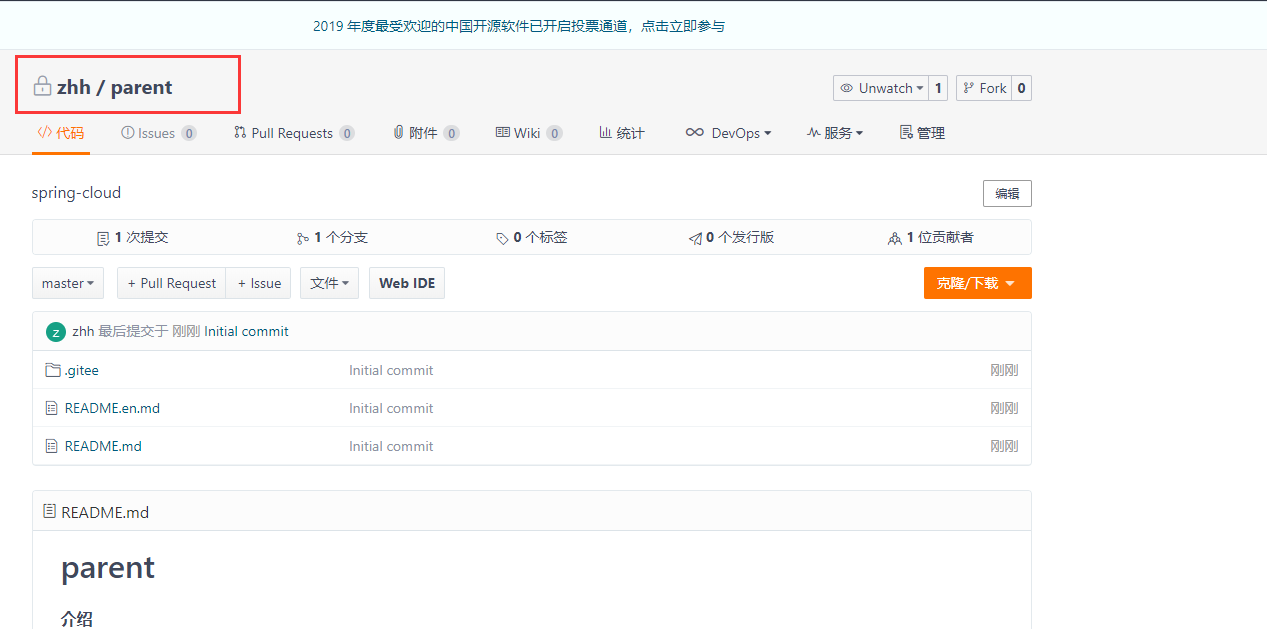 2019 年度最受欢迎的中国开源软件已开启投票通道，点击立即参与
zhh / parent
Unwatch 1 Fork 0
代码 Issues 0 Pull Requests 0 附件 0 Wiki 0 统计 DevOps 服务 管理
spring-cloud 编辑
1 次提交 1 个分支 0 个标签 0 个发行版 1 位贡献者
master + Pull Request + Issue 文件 Web IDE 克隆/下载
z zhh 最后提交于 刚刚 Initial commit
.gitee Initial commit 刚刚
README.en.md Initial commit 刚刚
README.md Initial commit 刚刚
README.md
parent
介绍